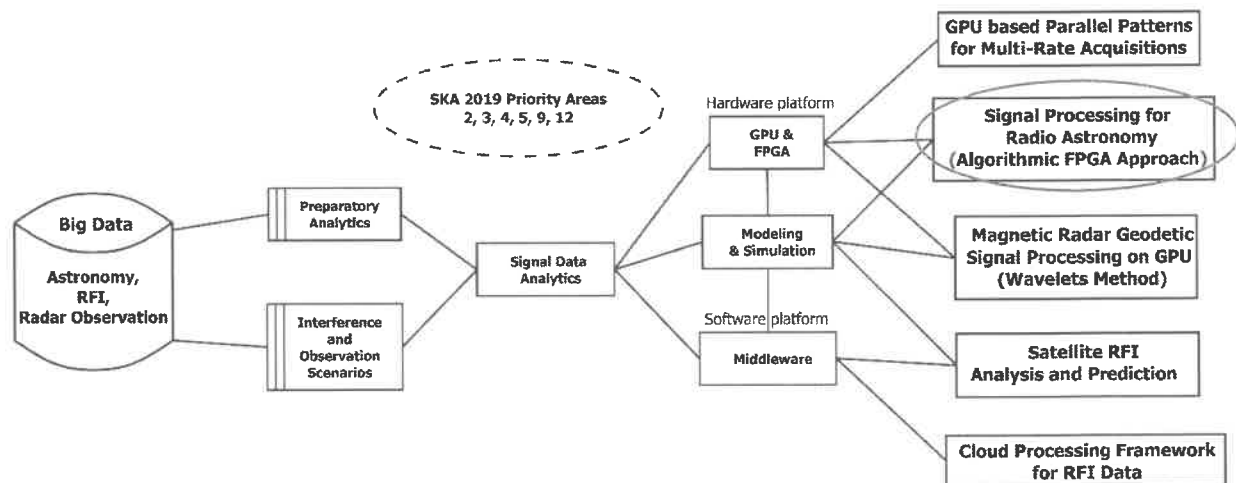 GPU based Parallel Patterns
for Multi-Rate Acquisitions
SKA 2019 Priority Areas
2, 3, 4, 5, 9, 12
Hardware platform
GPU &
FPGA
Signal Processing for
Radio Astronomy
(Algorithmic FPGA Approach)
Big Data
Astronomy,
RFI,
Radar Observation
Preparatory
Analytics
Interference
and
Observation
Scenarios
Signal Data
Analytics
Modeling
& Simulation
Magnetic Radar Geodetic
Signal Processing on GPU
(Wavelets Method)
Software platform
Middleware
Satellite RFI
Analysis and Prediction
Cloud Processing Framework
for RFI Data